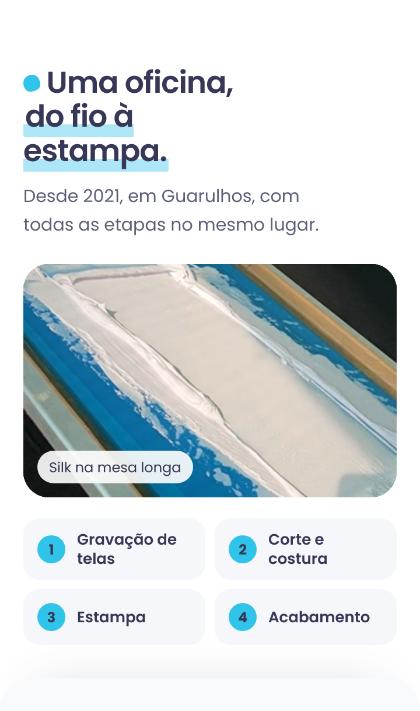 Uma oficina,
do fio à
estampa.
Desde 2021, em Guarulhos, com
todas as etapas no mesmo lugar.
Silk na mesa longa
1 Gravação de
telas
2 Corte e
costura
3 Estampa
4 Acabamento